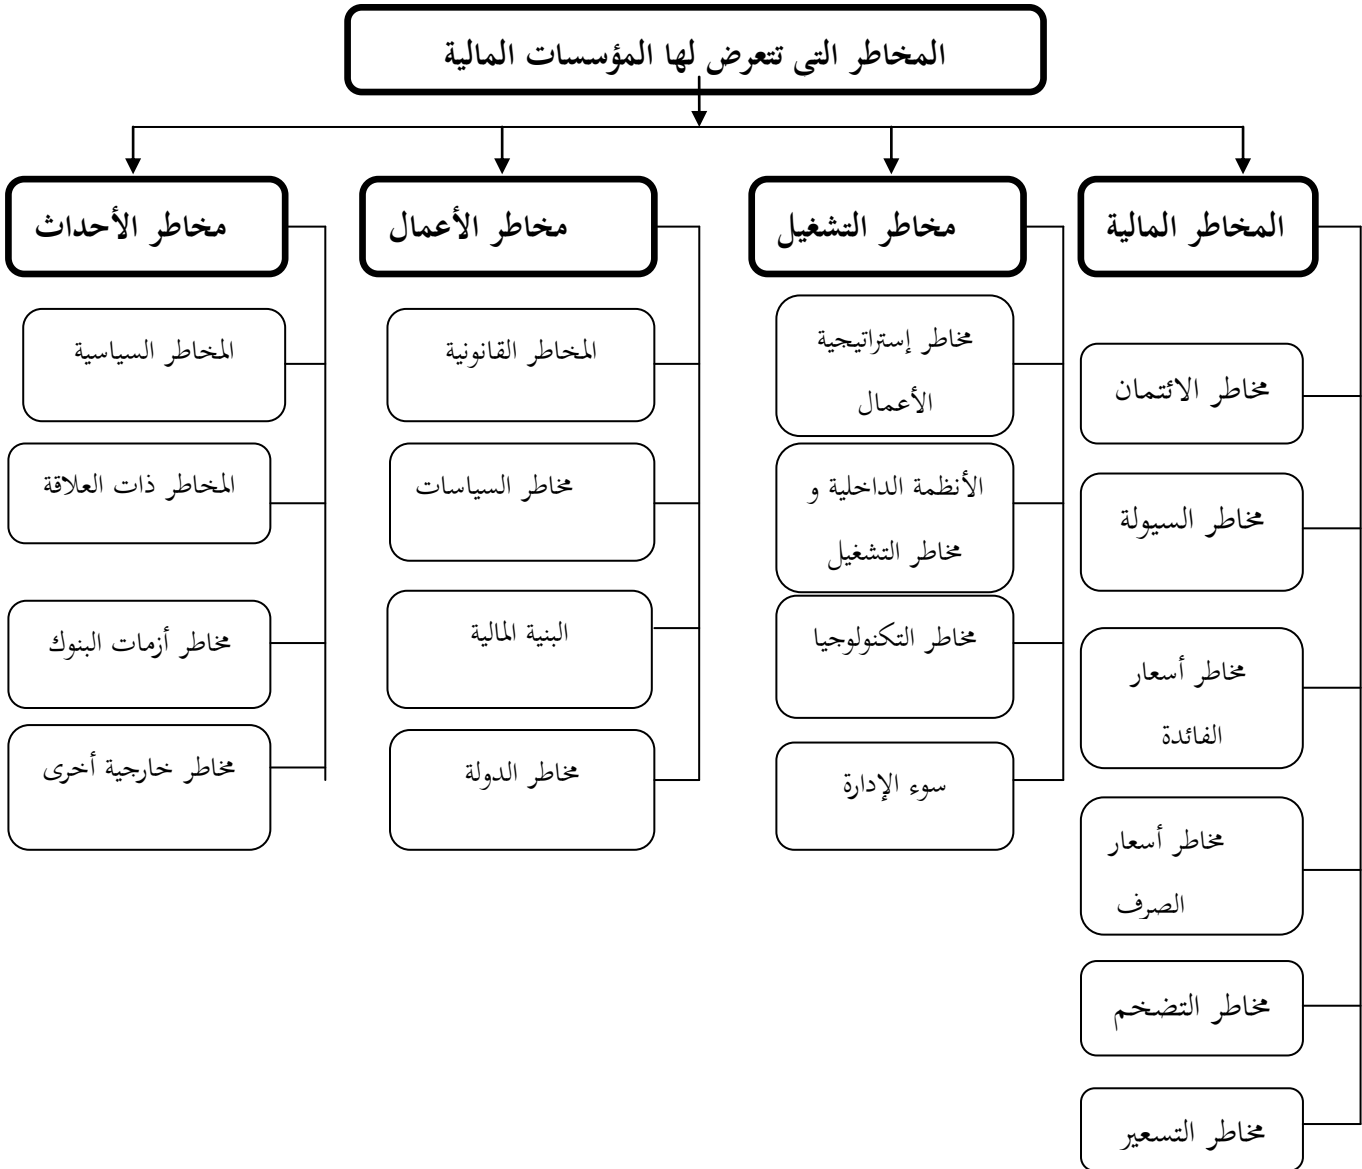 المخاطر التى تتعرض لها المؤسسات المالية
المخاطر المالية
مخاطر الائتمان
مخاطر السيولة
مخاطر أسعار
الفائدة
مخاطر أسعار
الصرف
مخاطر التضخم
مخاطر التسعير
مخاطر التشغيل
مخاطر إستراتيجية
الأعمال
الأنظمة الداخلية و
مخاطر التشغيل
مخاطر التكنولوجيا
سوء الإدارة
مخاطر الأعمال
المخاطر القانونية
مخاطر السياسات
البنية المالية
مخاطر الدولة
مخاطر الأحداث
المخاطر السياسية
المخاطر ذات العلاقة
مخاطر أزمات البنوك
مخاطر خارجية أخرى